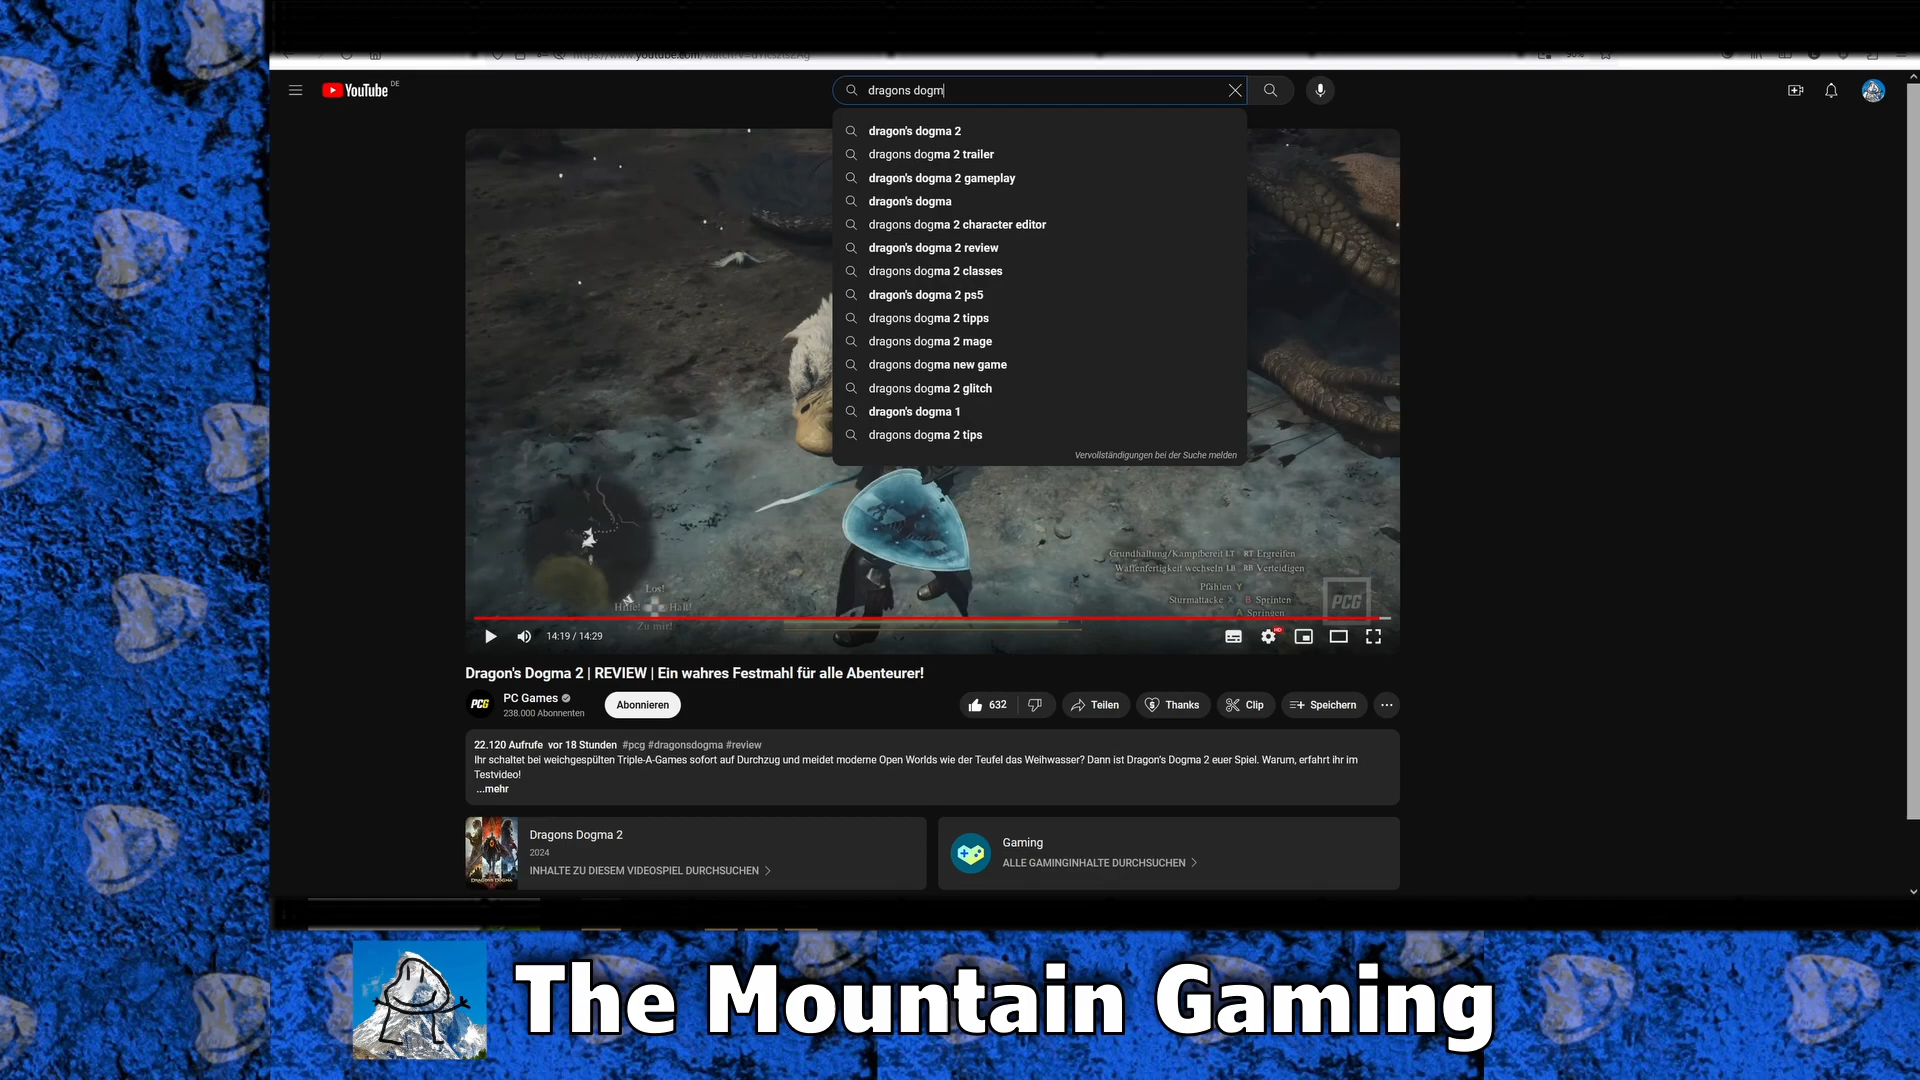 YouTube DE
dragons dogm
dragon's dogma 2
dragons dogma 2 trailer
dragon's dogma 2 gameplay
dragon's dogma
dragons dogma 2 character editor
dragon's dogma 2 review
dragons dogma 2 classes
dragon's dogma 2 ps5
dragons dogma 2 tipps
dragons dogma 2 mage
dragons dogma new game
dragons dogma 2 glitch
dragon's dogma 1
dragons dogma 2 tips
Vervollständigungen bei der Suche melden
Grundhaltung/Kampfbereit LT RT Ergreifen
Waffenfertigkeit wechseln LB RB Verteidigen
Pfählen Y
Sturmattacke X B Sprinten
A Springen
Los!
Hilfe! Halt!
Zu mir!
PCG
14:19 / 14:29
HD
Dragon's Dogma 2 | REVIEW | Ein wahres Festmahl für alle Abenteurer!
PCG
PC Games
238.000 Abonnenten
Abonnieren
632
Teilen
Thanks
Clip
Speichern
22.120 Aufrufe vor 18 Stunden #pcg #dragonsdogma #review
Ihr schaltet bei weichgespülten Triple-A-Games sofort auf Durchzug und meidet moderne Open Worlds wie der Teufel das Weihwasser? Dann ist Dragon's Dogma 2 euer Spiel. Warum, erfahrt ihr im
Testvideo!
...mehr
Dragons Dogma 2
2024
INHALTE ZU DIESEM VIDEOSPIEL DURCHSUCHEN
Gaming
ALLE GAMINGINHALTE DURCHSUCHEN
The Mountain Gaming